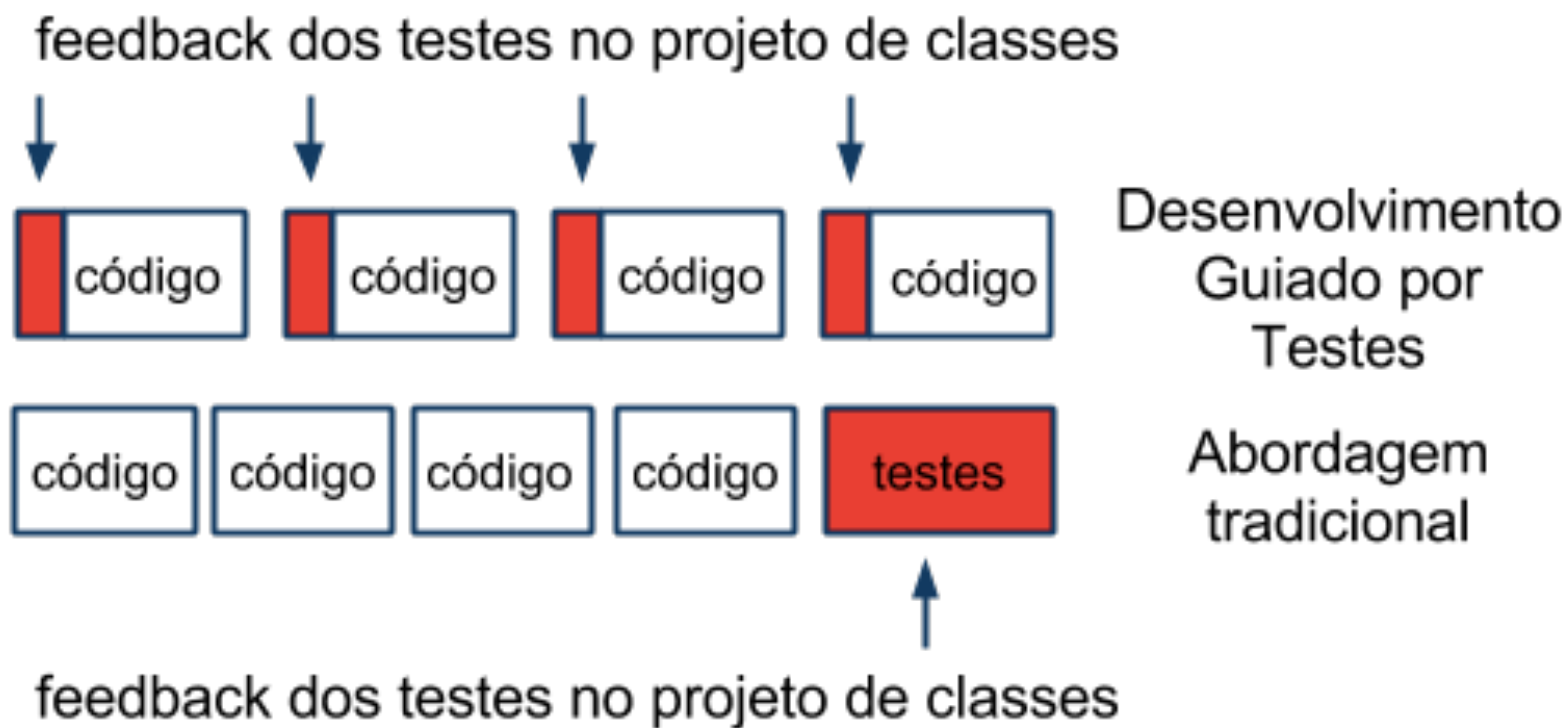 feedback dos testes no projeto de classes
código
código
código
código
Desenvolvimento
Guiado por
Testes
código
código
código
código
testes
Abordagem
tradicional
feedback dos testes no projeto de classes